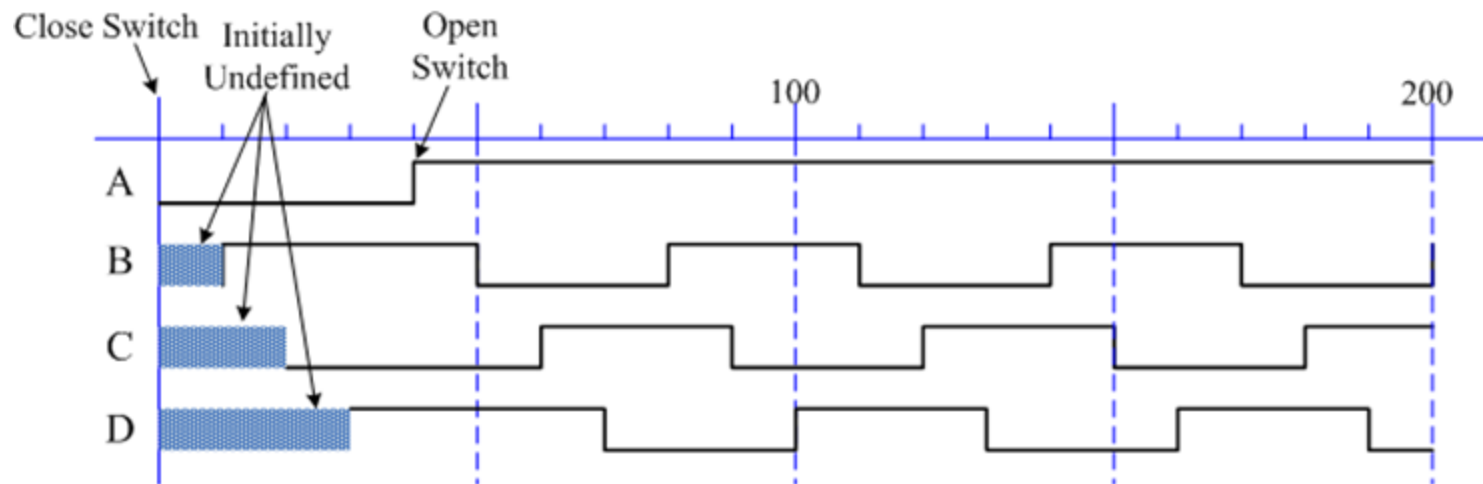 Close Switch
Initially
Undefined
Open
Switch
100
200
A
B
C
D